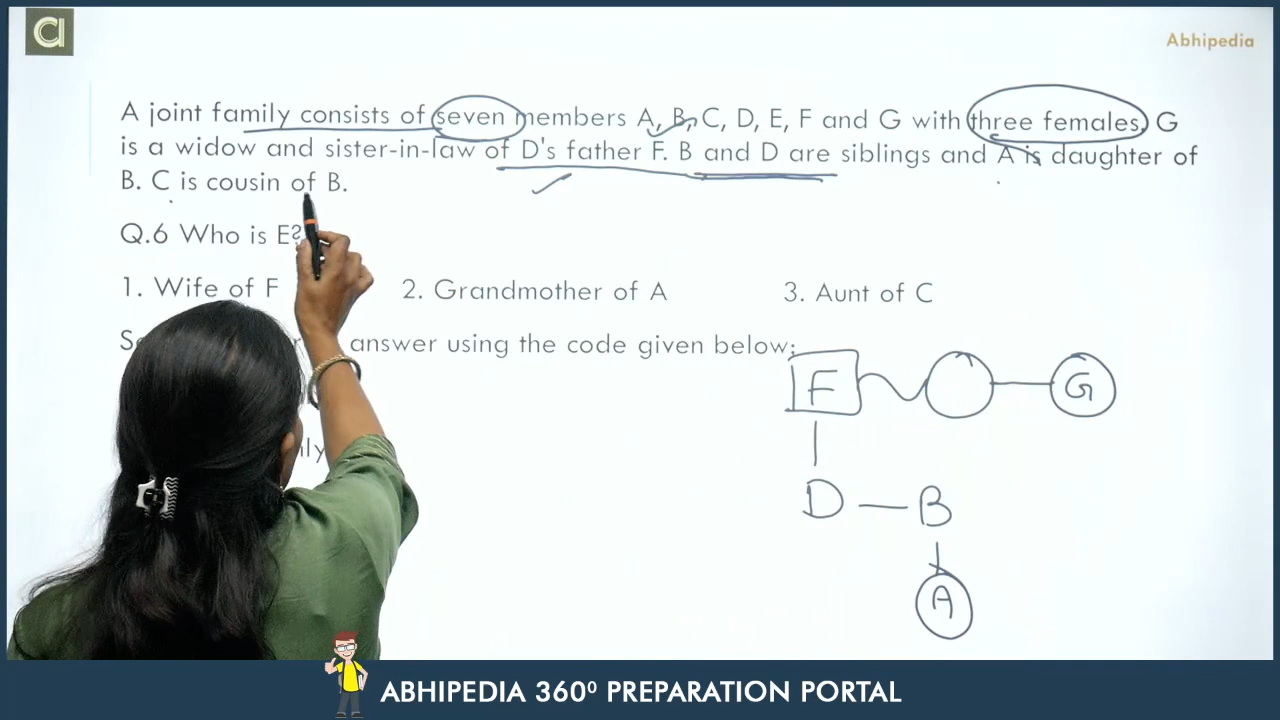 Abhipedia
A joint family consists of seven members A, B, C, D, E, F and G with three females, G
is a widow and sister-in-law of D's father F. B and D are siblings and A is daughter of
B. C is cousin of B.
Q.6 Who is E?
1. Wife of F 2. Grandmother of A 3. Aunt of C
answer using the code given below:
F G
D — B
A
ABHIPEDIA 360⁰ PREPARATION PORTAL